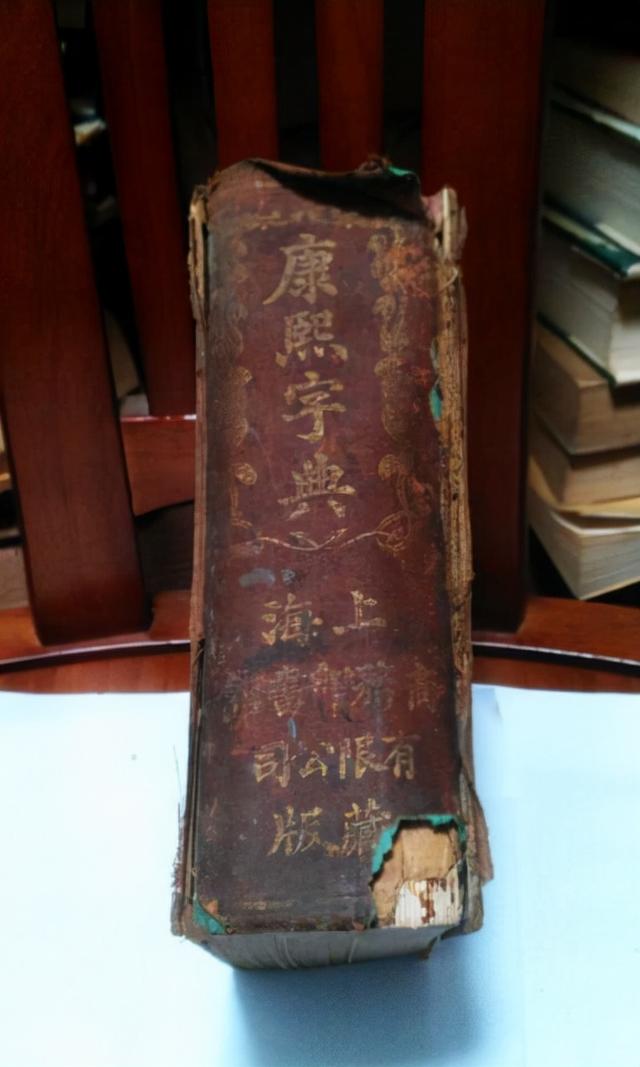 康熙字典
上海
商務印書館
有限公司
藏版